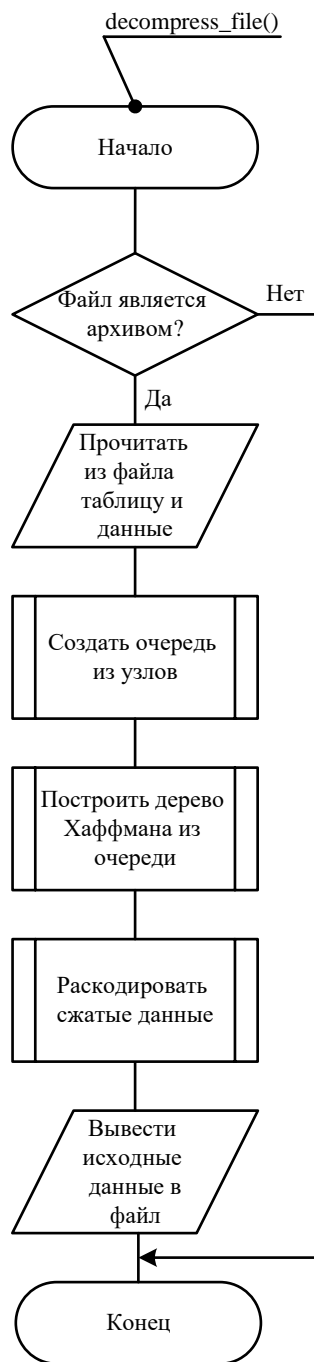 decompress_file()
Начало
Файл является
архивом?
Нет
Да
Прочитать
из файла
таблицу и
данные
Создать очередь
из узлов
Построить дерево
Хаффмана из
очереди
Раскодировать
сжатые данные
Вывести
исходные
данные в
файл
Конец